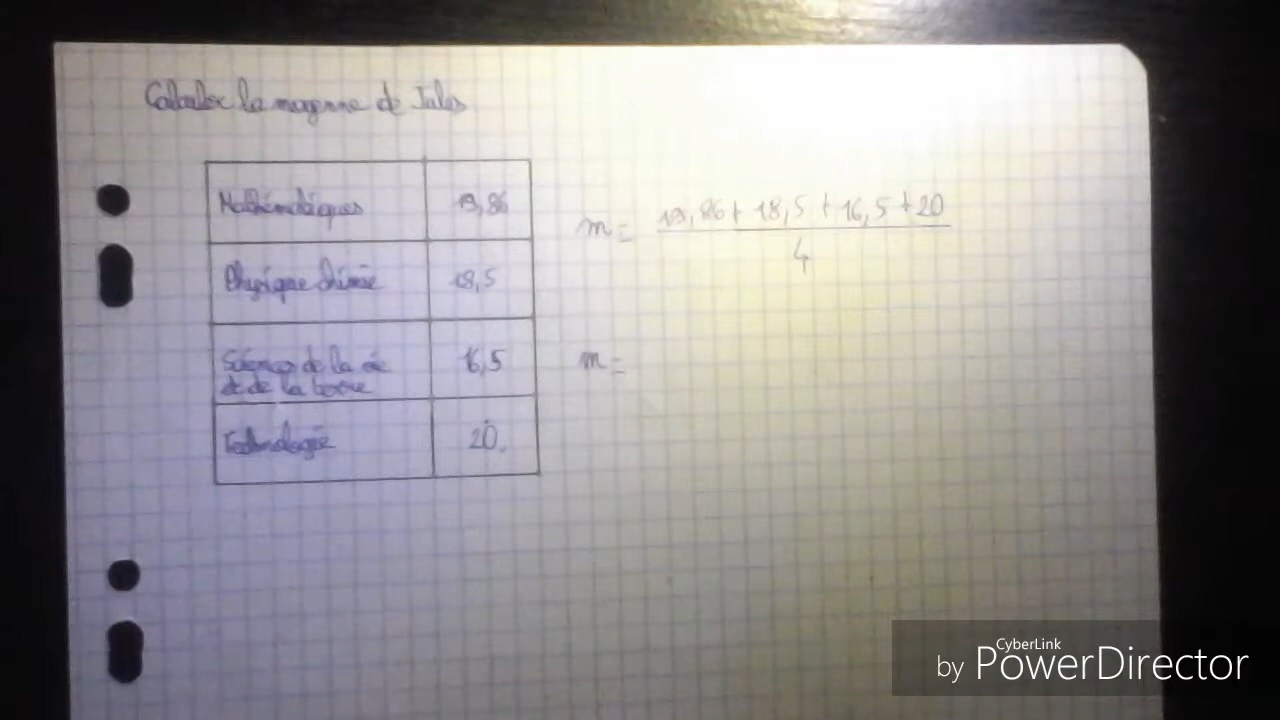 Calculer la moyenne de Jules
Mathématiques 19,86
m = 19,86 + 18,5 + 16,5 + 20
4
Physique chimie 18,5
Sciences de la vie
et de la terre
16,5
m =
Technologie 20
CyberLink
by PowerDirector